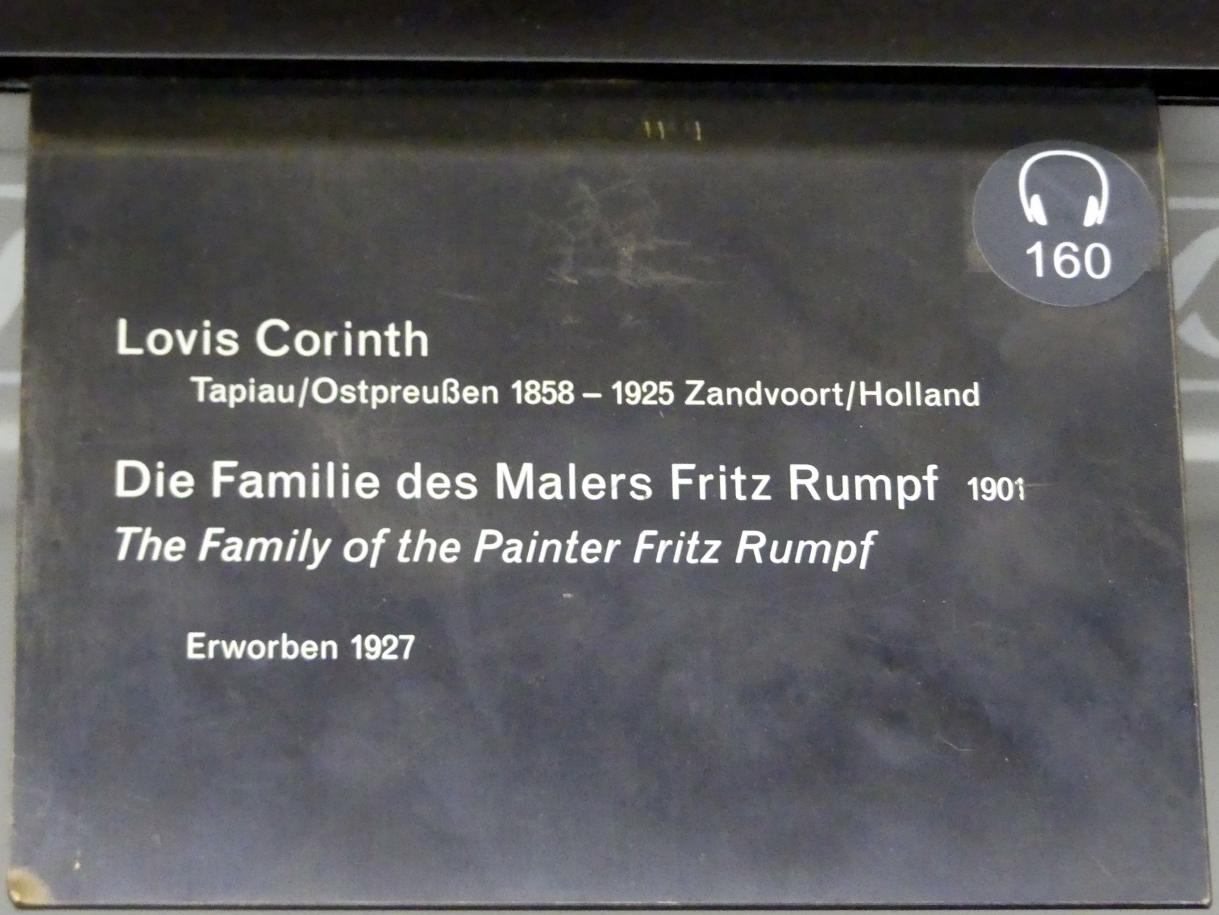 160
Lovis Corinth
Tapiau/Ostpreußen 1858 – 1925 Zandvoort/Holland
Die Familie des Malers Fritz Rumpf 1901
The Family of the Painter Fritz Rumpf
Erworben 1927